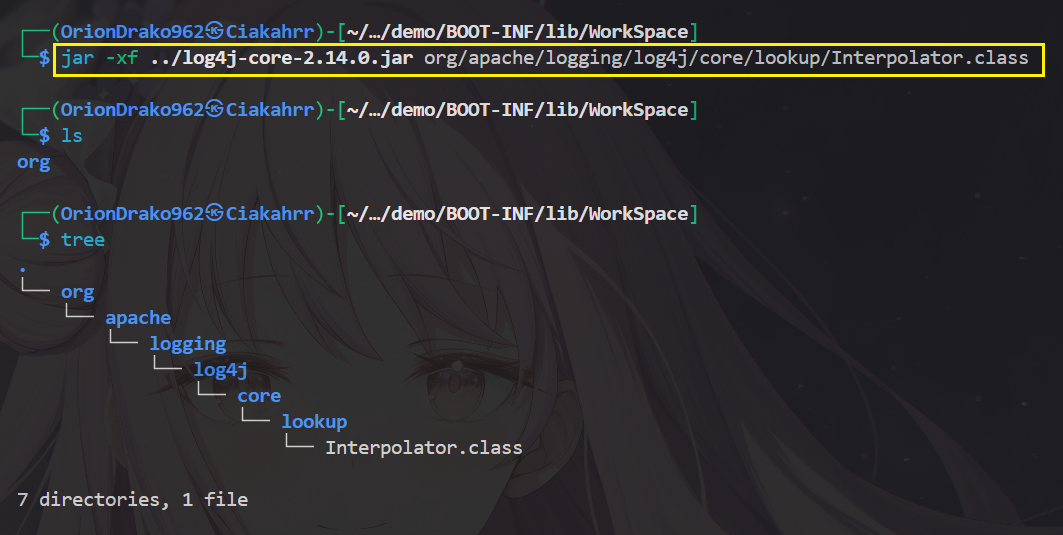 ┌──(OrionDrako962㉿Ciakahrr)-[~/…/demo/BOOT-INF/lib/WorkSpace]
└─$ jar -xf ../log4j-core-2.14.0.jar org/apache/logging/log4j/core/lookup/Interpolator.class
┌──(OrionDrako962㉿Ciakahrr)-[~/…/demo/BOOT-INF/lib/WorkSpace]
└─$ ls
org
┌──(OrionDrako962㉿Ciakahrr)-[~/…/demo/BOOT-INF/lib/WorkSpace]
└─$ tree
.
└── org
    └── apache
        └── logging
            └── log4j
                └── core
                    └── lookup
                        └── Interpolator.class
7 directories, 1 file